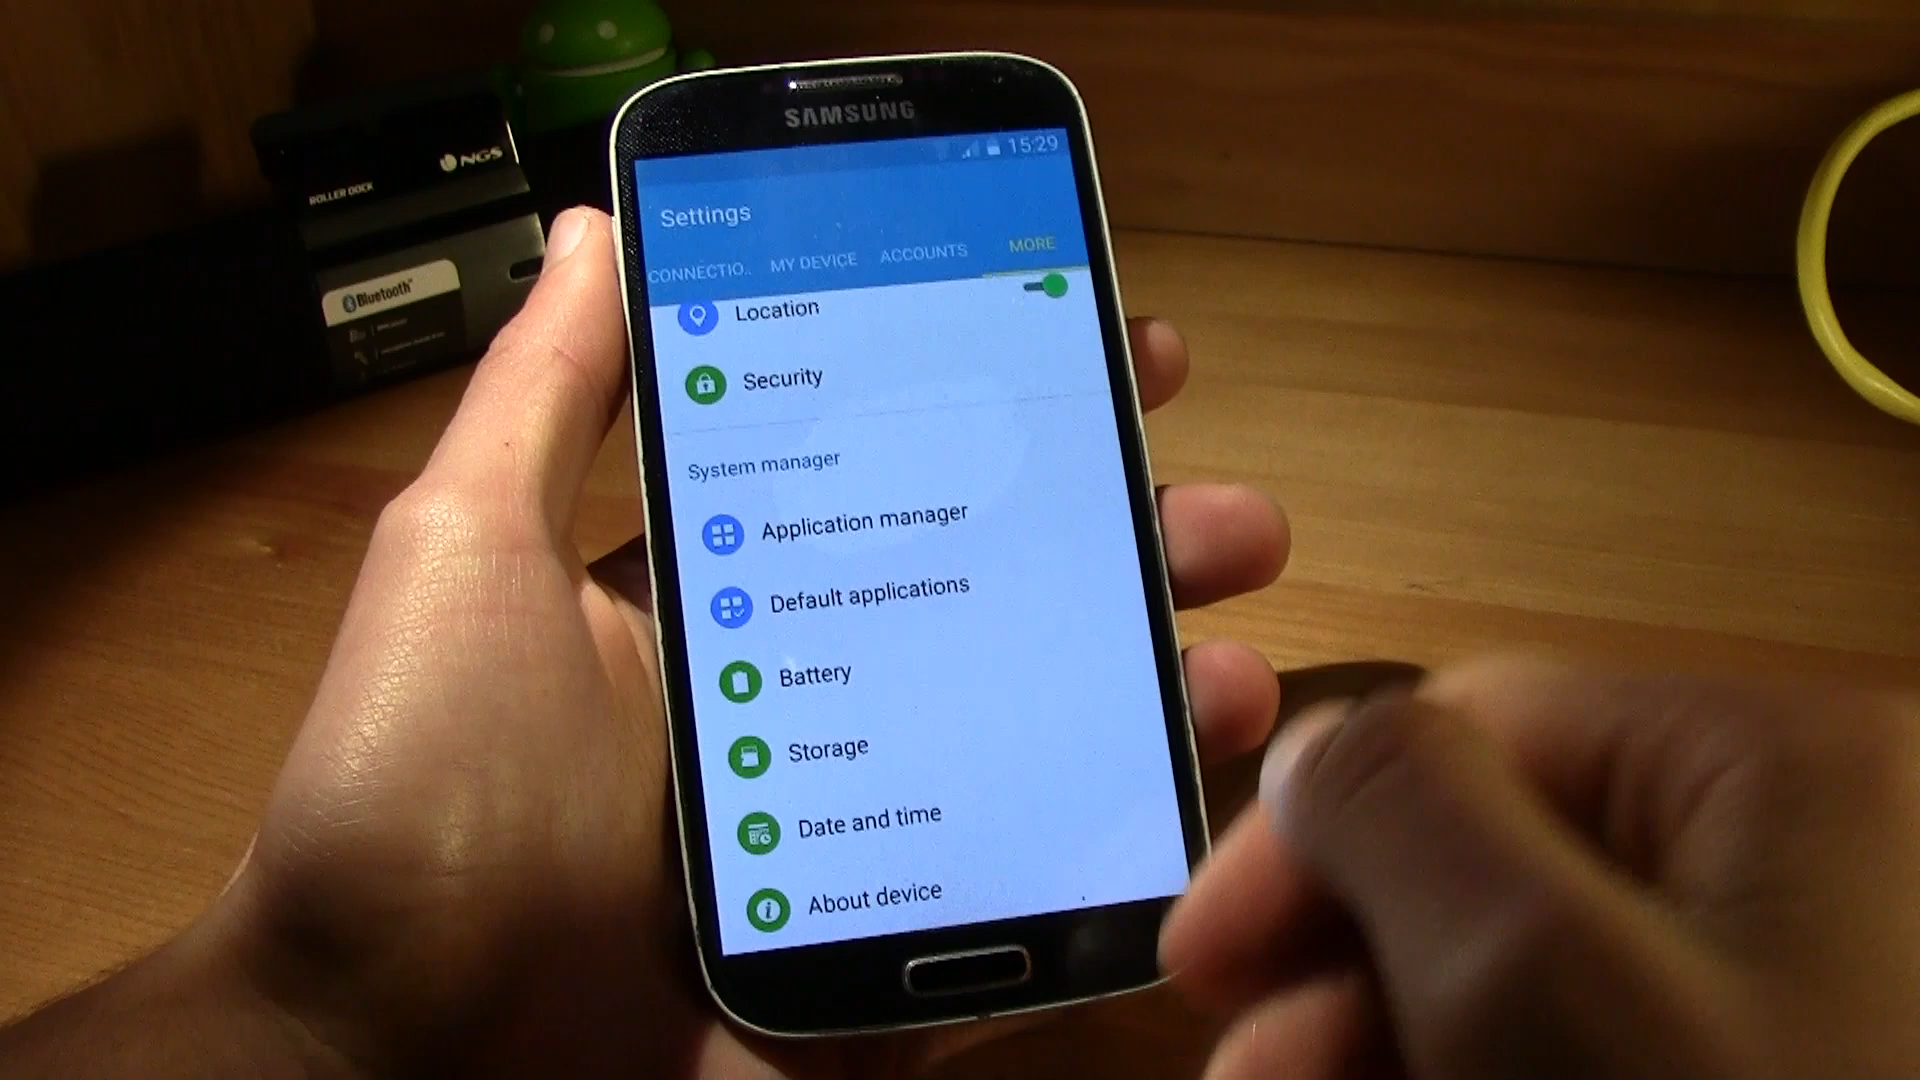 SAMSUNG
15:29
Settings
CONNECTIO.. MY DEVICE ACCOUNTS MORE
Location
Security
System manager
Application manager
Default applications
Battery
Storage
Date and time
About device
NGS
ROLLER DOCK
Bluetooth